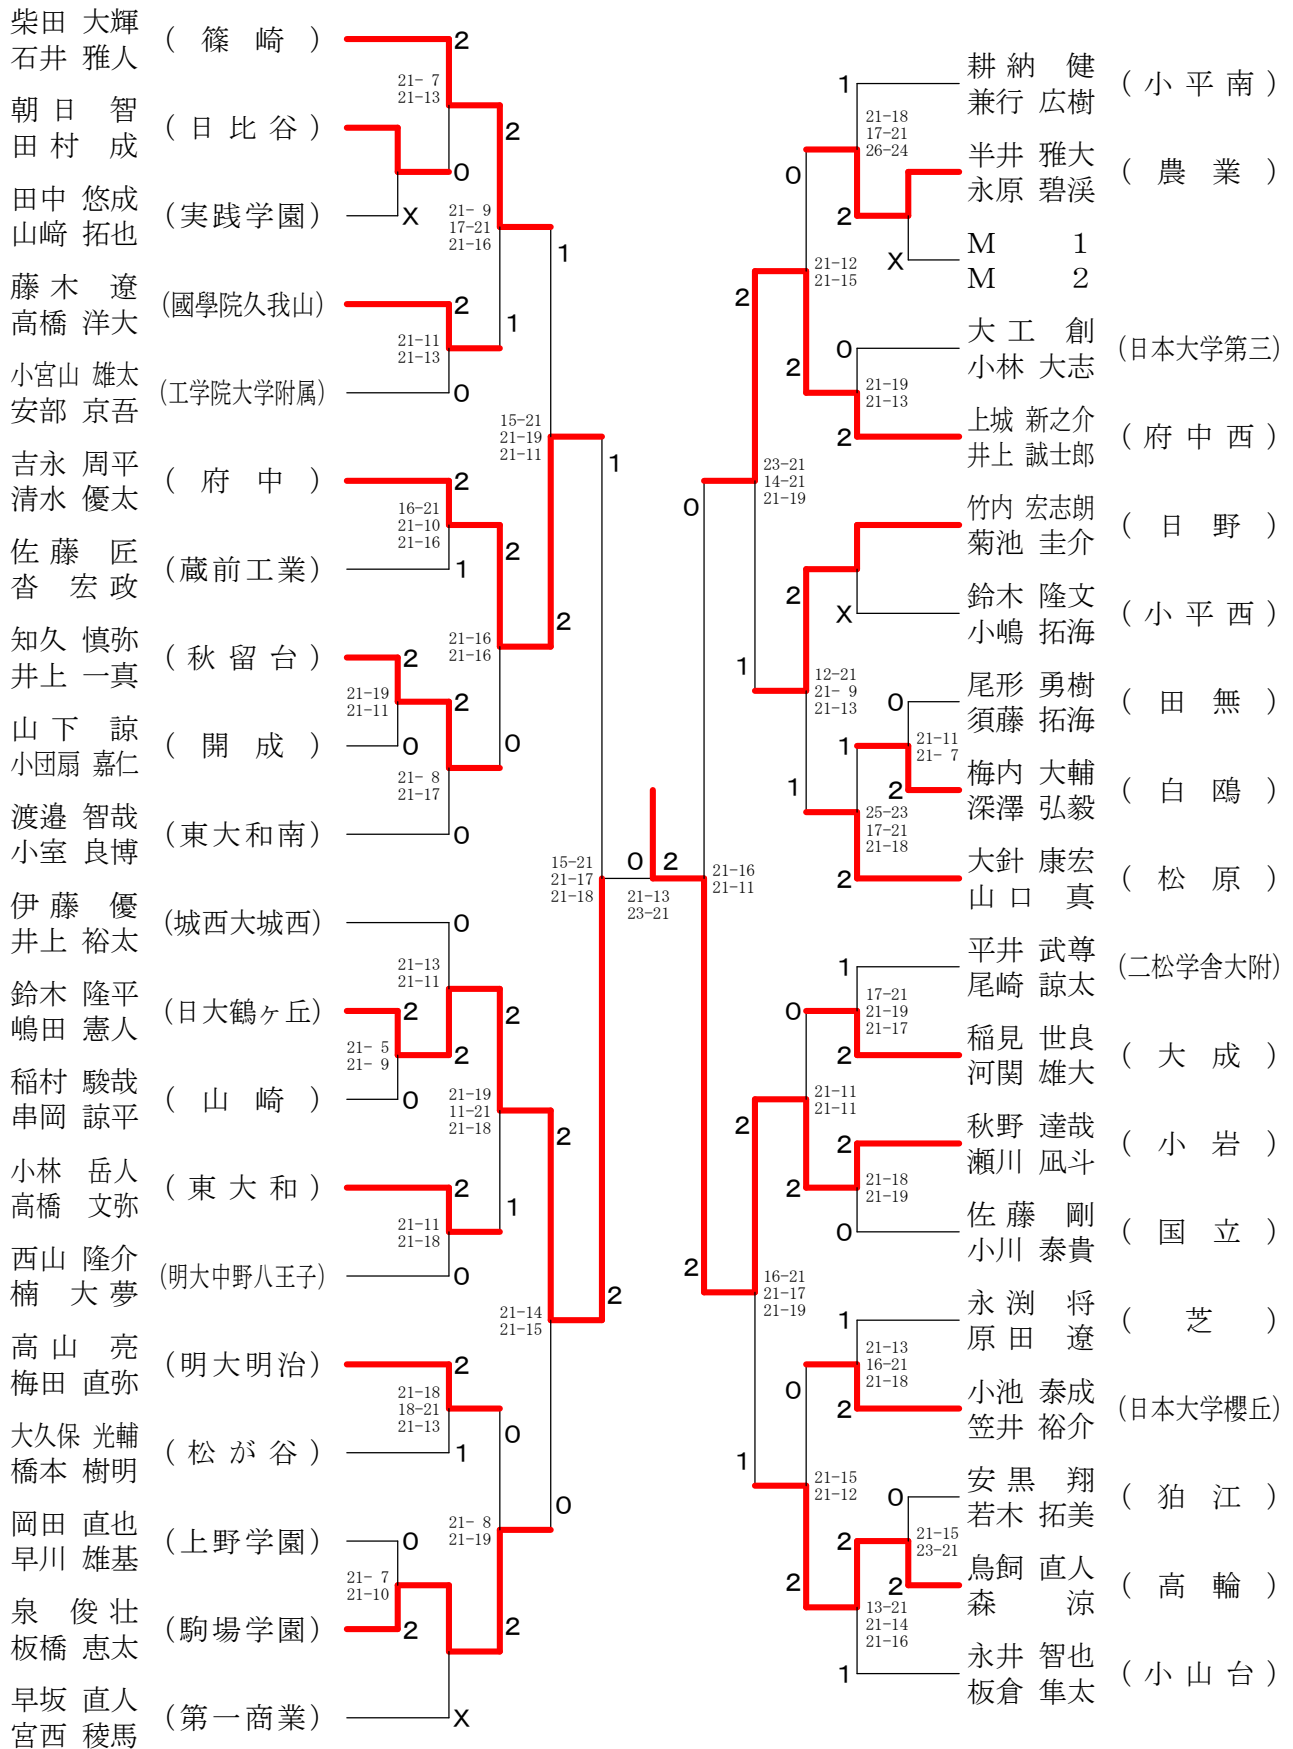 柴田 大輝
石井 雅人
( 篠 崎 )
2
21- 7
21-13
朝日 智
田村 成
( 日 比 谷 )
2
0
田中 悠成
山﨑 拓也
(実践学園)
X
21- 9
17-21
21-16
1
藤木 遼
高橋 洋大
(國學院久我山)
2
1
21-11
21-13
小宮山 雄太
安部 京吾
(工学院大学附属)
0
15-21
21-19
21-11
1
吉永 周平
清水 優太
( 府 中 )
2
16-21
21-10
21-16
2
佐藤 匠
沓 宏政
(蔵前工業)
1
2
21-16
21-16
知久 慎弥
井上 一真
( 秋 留 台 )
2
21-19
21-11
2
山下 諒
小団扇 嘉仁
( 開 成 )
0
0
21- 8
21-17
渡邉 智哉
小室 良博
(東大和南)
0
15-21
21-17
21-18
0
2
21-13
23-21
伊藤 優
井上 裕太
(城西大城西)
0
21-13
21-11
鈴木 隆平
嶋田 憲人
(日大鶴ヶ丘)
2
2
21- 5
21- 9
2
稲村 駿哉
串岡 諒平
( 山 崎 )
0
21-19
11-21
21-18
2
小林 岳人
高橋 文弥
( 東 大 和 )
2
1
21-11
21-18
西山 隆介
楠 大夢
(明大中野八王子)
0
2
21-14
21-15
高山 亮
梅田 直弥
(明大明治)
2
21-18
18-21
21-13
0
大久保 光輔
橋本 樹明
( 松 が 谷 )
1
0
21- 8
21-19
岡田 直也
早川 雄基
(上野学園)
0
21- 7
21-10
泉 俊壮
板橋 恵太
(駒場学園)
2
2
早坂 直人
宮西 稜馬
(第一商業)
X
1
耕納 健
兼行 広樹
( 小 平 南 )
21-18
17-21
26-24
0
半井 雅大
永原 碧渓
( 農 業 )
2
X
M 1
M 2
21-12
21-15
2
0
大工 創
小林 大志
(日本大学第三)
2
21-19
21-13
2
上城 新之介
井上 誠士郎
( 府 中 西 )
0
23-21
14-21
21-19
竹内 宏志朗
菊池 圭介
( 日 野 )
2
X
鈴木 隆文
小嶋 拓海
( 小 平 西 )
1
12-21
21- 9
21-13
0
尾形 勇樹
須藤 拓海
( 田 無 )
1
21-11
21- 7
1
2
梅内 大輔
深澤 弘毅
( 白 鴎 )
25-23
17-21
21-18
2
大針 康宏
山口 真
( 松 原 )
21-16
21-11
1
平井 武尊
尾崎 諒太
(二松学舎大附)
0
17-21
21-19
21-17
2
稲見 世良
河関 雄大
( 大 成 )
21-11
21-11
2
2
秋野 達哉
瀬川 凪斗
( 小 岩 )
2
21-18
21-19
0
佐藤 剛
小川 泰貴
( 国 立 )
2
16-21
21-17
21-19
1
永渕 将
原田 遼
( 芝 )
0
21-13
16-21
21-18
2
小池 泰成
笠井 裕介
(日本大学櫻丘)
1
21-15
21-12
0
安黒 翔
若木 拓美
( 狛 江 )
2
21-15
23-21
2
2
鳥飼 直人
森 涼
( 高 輪 )
13-21
21-14
21-16
1
永井 智也
板倉 隼太
( 小 山 台 )